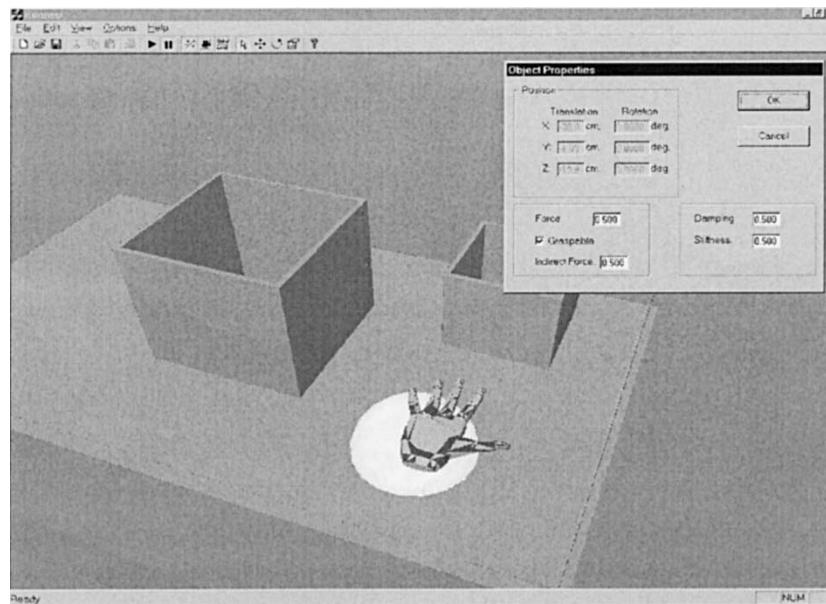 File Edit View Options Help
Object Properties
Position
Translation Rotation
X: cm. deg.
Y: cm. deg.
Z: cm. deg.
OK
Cancel
Force 0.500
Graspable
Indirect Force 0.500
Damping 0.500
Stiffness 0.500
Ready NUM